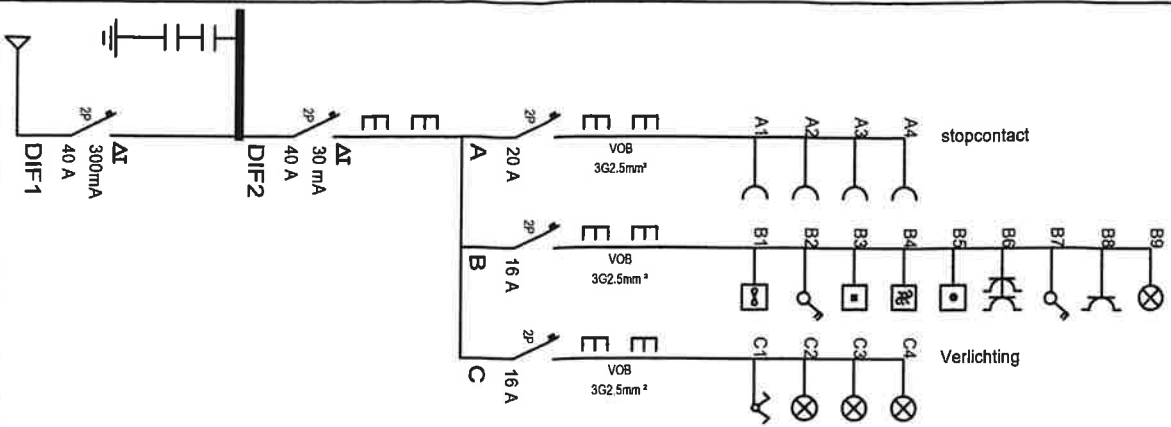 stopcontact
A1
A2
A3
A4
2P
20 A
A
VOB
3G2.5mm²
B1
B2
B3
B4
B5
B6
B7
B8
B9
2P
16 A
B
VOB
3G2.5mm²
Verlichting
C1
C2
C3
C4
2P
16 A
C
VOB
3G2.5mm²
2P
ΔI
30 mA
40 A
DIF2
2P
ΔI
300mA
40 A
DIF1